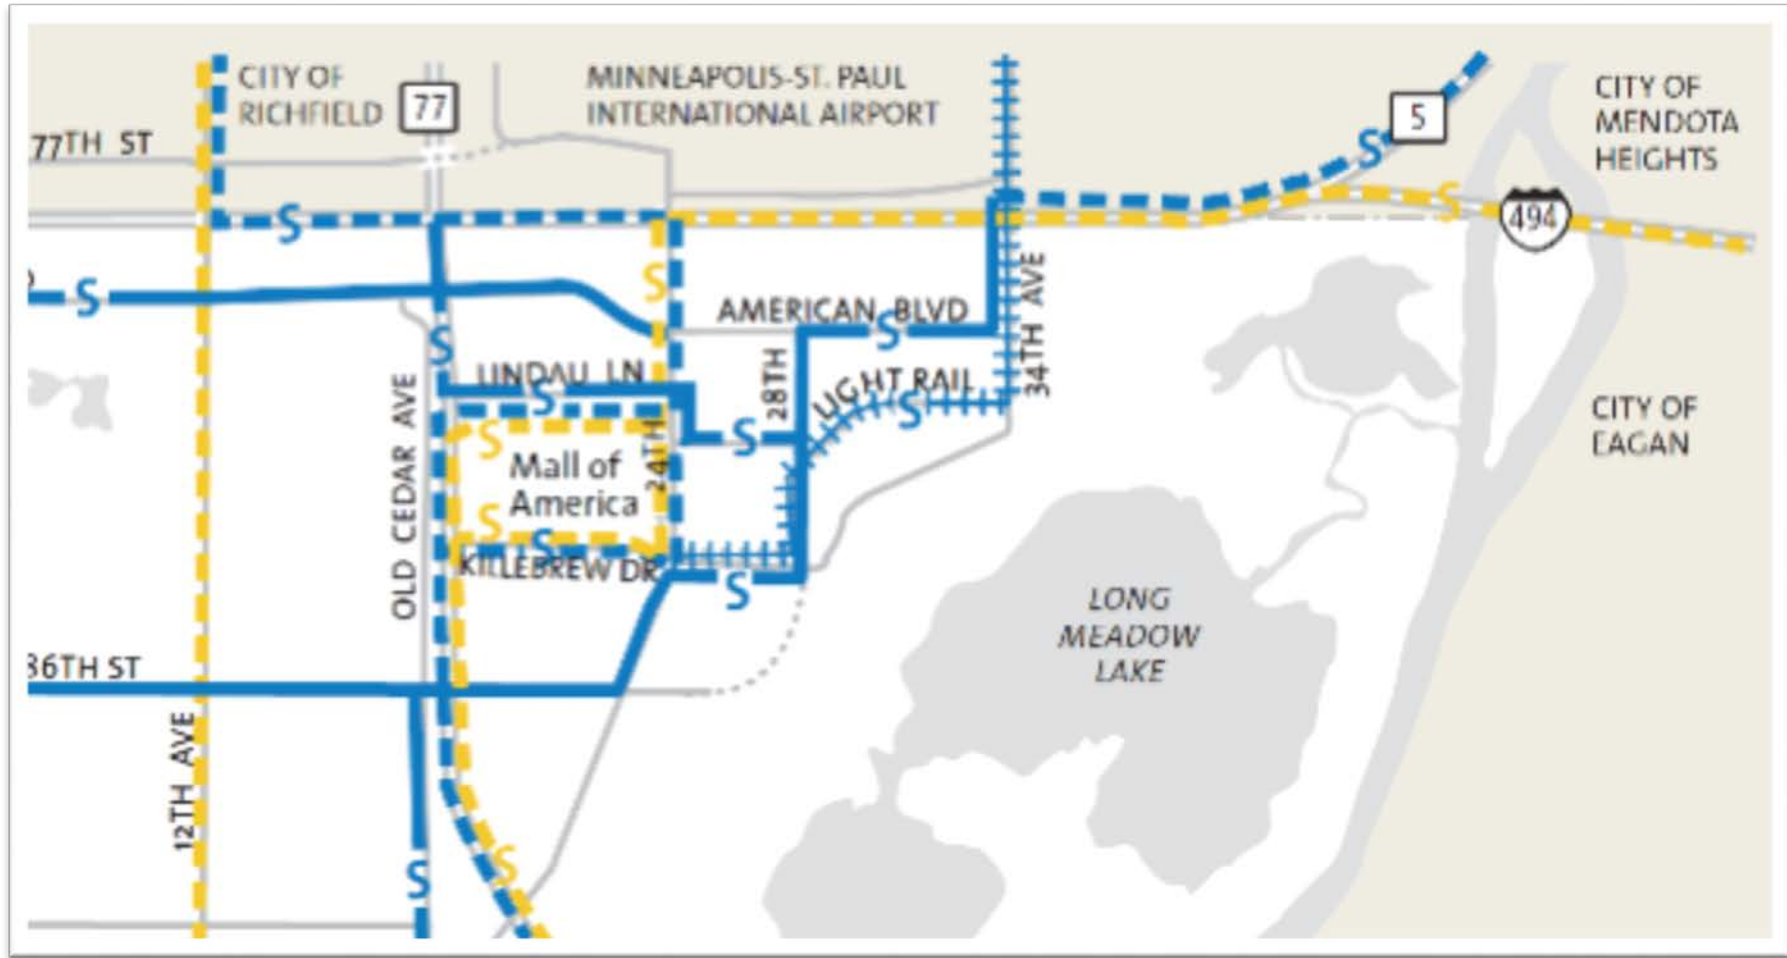 CITY OF
RICHFIELD
77
MINNEAPOLIS-ST. PAUL
INTERNATIONAL AIRPORT
5
CITY OF
MENDOTA
HEIGHTS
77TH ST
S
S
494
S
S
S
AMERICAN BLVD
S
34TH AVE
S
LINDAU LN
S
28TH
LIGHT RAIL
S
OLD CEDAR AVE
S
Mall of
America
24TH
S
CITY OF
EAGAN
S
S
KILLEBREW DR
S
LONG
MEADOW
LAKE
86TH ST
12TH AVE
S
S